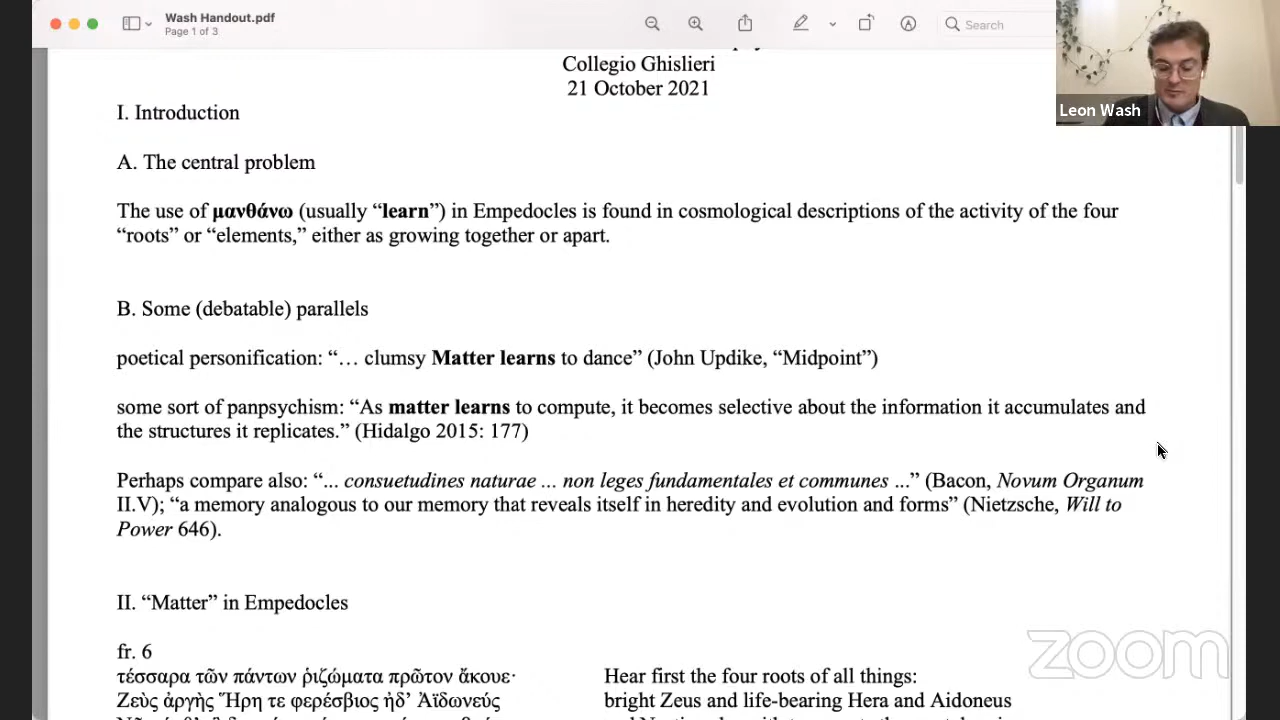 Wash Handout.pdf
Page 1 of 3
Search
Leon Wash
Collegio Ghislieri
21 October 2021
I. Introduction
A. The central problem
The use of μανθάνω (usually “learn”) in Empedocles is found in cosmological descriptions of the activity of the four
“roots” or “elements,” either as growing together or apart.
B. Some (debatable) parallels
poetical personification: “… clumsy Matter learns to dance” (John Updike, “Midpoint”)
some sort of panpsychism: “As matter learns to compute, it becomes selective about the information it accumulates and
the structures it replicates.” (Hidalgo 2015: 177)
Perhaps compare also: “... consuetudines naturae ... non leges fundamentales et communes ...” (Bacon, Novum Organum
II.V); “a memory analogous to our memory that reveals itself in heredity and evolution and forms” (Nietzsche, Will to
Power 646).
II. “Matter” in Empedocles
fr. 6
τέσσαρα τῶν πάντων ῥιζώματα πρῶτον ἄκουε·
Hear first the four roots of all things:
Ζεὺς ἀργὴς Ἥρη τε φερέσβιος ἠδ’ Ἀϊδωνεύς
bright Zeus and life-bearing Hera and Aidoneus
zoom